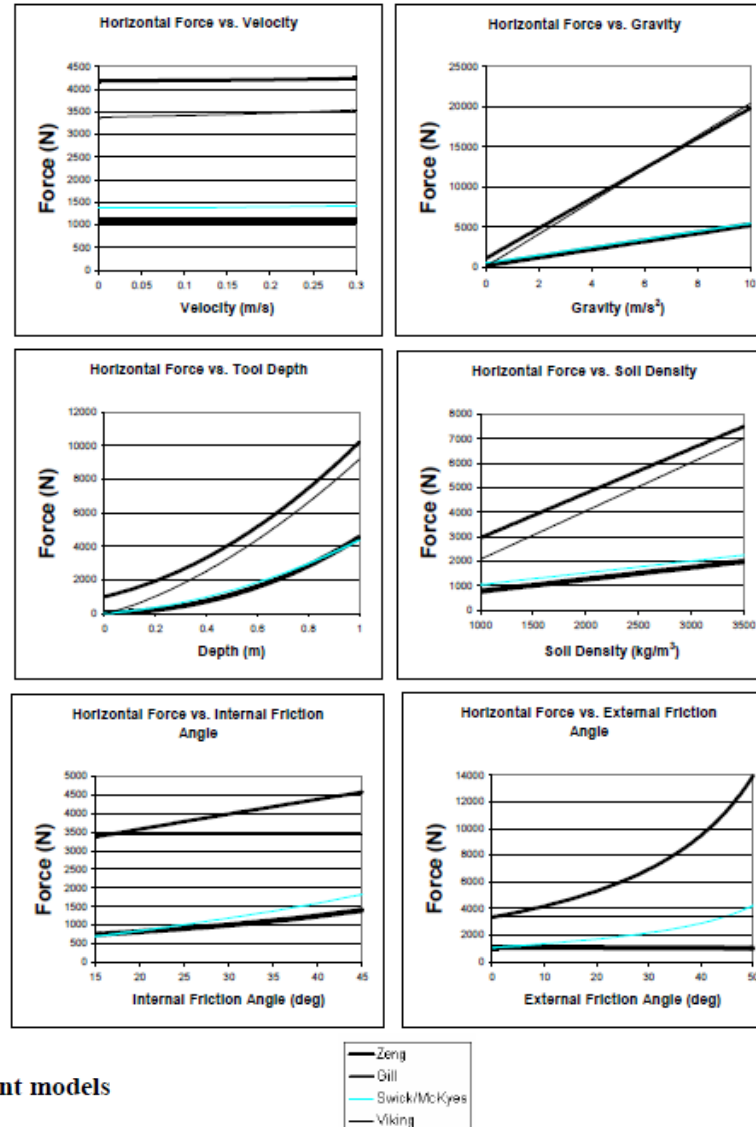 Horizontal Force vs. Velocity
4500
4000
3500
3000
2500
2000
1500
1000
500
0
Force (N)
0 0.05 0.1 0.15 0.2 0.25 0.3
Velocity (m/s)
Horizontal Force vs. Gravity
25000
20000
15000
10000
5000
0
Force (N)
0 2 4 6 8 10
Gravity (m/s²)
Horizontal Force vs. Tool Depth
12000
10000
8000
6000
4000
2000
0
Force (N)
0 0.2 0.4 0.6 0.8 1
Depth (m)
Horizontal Force vs. Soil Density
8000
7000
6000
5000
4000
3000
2000
1000
0
Force (N)
1000 1500 2000 2500 3000 3500
Soil Density (kg/m³)
Horizontal Force vs. Internal Friction
Angle
5000
4500
4000
3500
3000
2500
2000
1500
1000
500
0
Force (N)
15 20 25 30 35 40 45
Internal Friction Angle (deg)
Horizontal Force vs. External Friction
Angle
14000
12000
10000
8000
6000
4000
2000
0
Force (N)
0 10 20 30 40 50
External Friction Angle (deg)
nt models
Zeng
Gill
Swick/McKyes
Viking